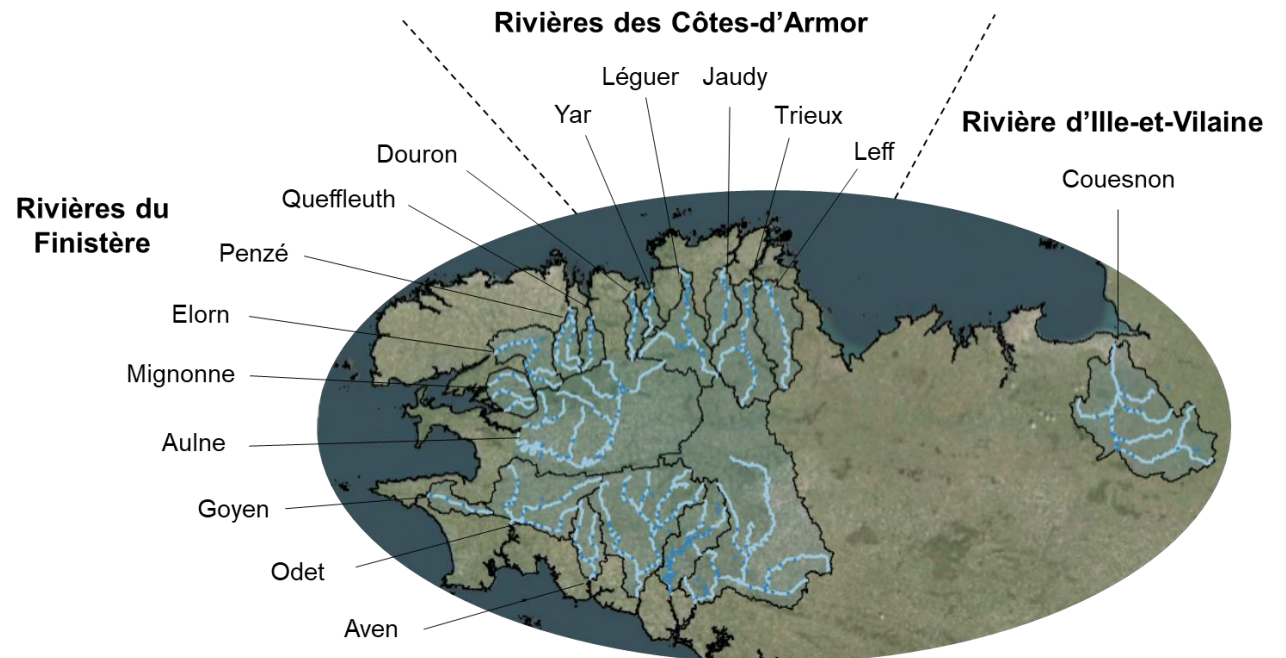 Rivières des Côtes-d’Armor
Léguer
Jaudy
Yar
Trieux
Rivière d’Ille-et-Vilaine
Douron
Leff
Couesnon
Queffleuth
Rivières du
Finistère
Penzé
Elorn
Mignonne
Aulne
Goyen
Odet
Aven